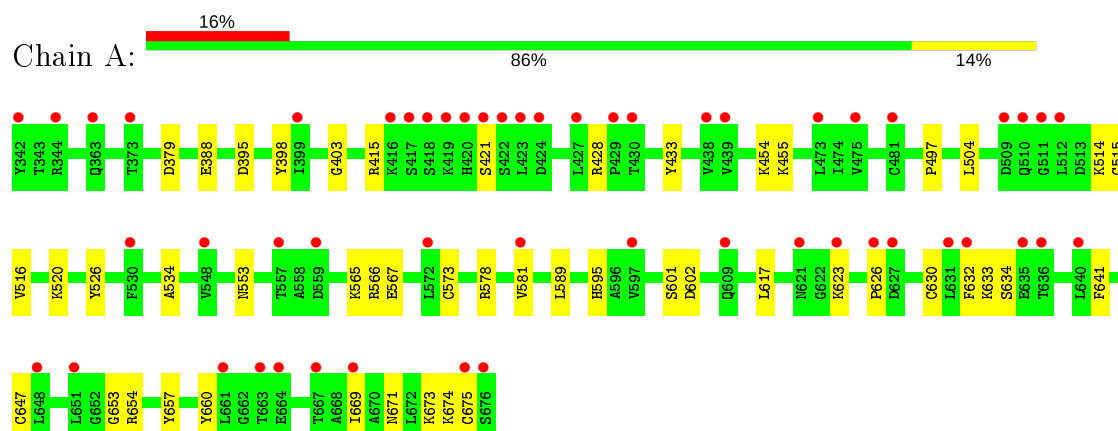 16%
Chain A:
86% 14%
Y342 T343 R344 Q363 T373 D379 E388 D395 Y398 I399 G403 R415 K416 S417 S418 K419 H420 S421 S422 L423 D424 L427 R428 P429 T430 Y433 V438 V439 K454 K455 L473 I474 V475 C481 P497 L504 D509 Q510 G511 L512 D513 K514 C515
V516 K520 Y526 F530 A534 V548 N553 T557 A558 D559 K565 R566 E567 L572 C573 R578 V581 L589 H595 A596 V597 S601 D602 Q609 L617 N621 G622 K623 P626 D627 C630 L631 F632 K633 S634 E635 T636 L640 F641
C647 L648 L651 G652 G653 R654 Y657 Y660 L661 G662 T663 E664 T667 A668 I669 A670 N671 L672 K673 K674 C675 S676